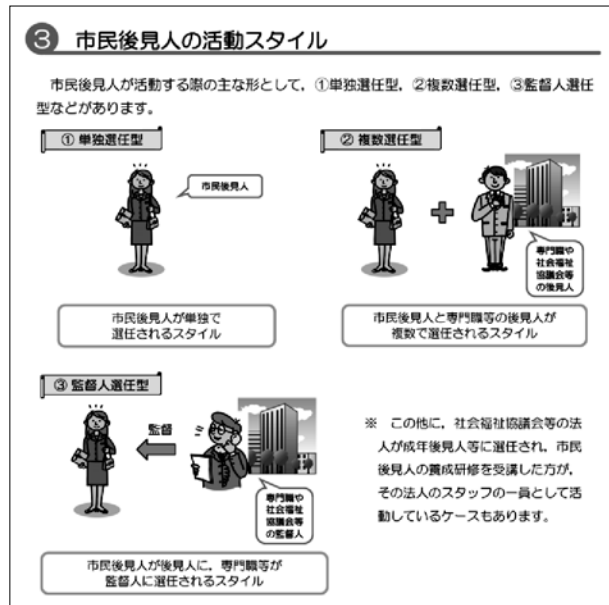 3 市民後見人の活動スタイル
市民後見人が活動する際の主な形として，①単独選任型，②複数選任型，③監督人選任
型などがあります。
① 単独選任型
市民後見人
市民後見人が単独で
選任されるスタイル
② 複数選任型
専門職や
社会福祉
協議会等
の後見人
市民後見人と専門職等の後見人が
複数で選任されるスタイル
③ 監督人選任型
監督
専門職や
社会福祉
協議会等
の監督人
市民後見人が後見人に，専門職等が
監督人に選任されるスタイル
※ この他に，社会福祉協議会等の法
人が成年後見人等に選任され，市民
後見人の養成研修を受講した方が，
その法人のスタッフの一員として活
動しているケースもあります。